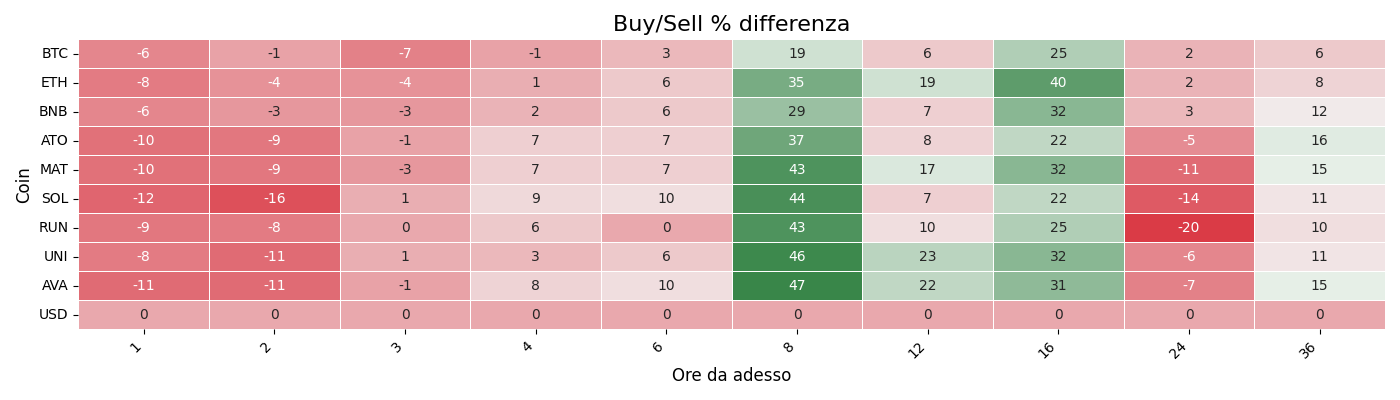 Buy/Sell % differenza
Coin
BTC -6 -1 -7 -1 3 19 6 25 2 6
ETH -8 -4 -4 1 6 35 19 40 2 8
BNB -6 -3 -3 2 6 29 7 32 3 12
ATO -10 -9 -1 7 7 37 8 22 -5 16
MAT -10 -9 -3 7 7 43 17 32 -11 15
SOL -12 -16 1 9 10 44 7 22 -14 11
RUN -9 -8 0 6 0 43 10 25 -20 10
UNI -8 -11 1 3 6 46 23 32 -6 11
AVA -11 -11 -1 8 10 47 22 31 -7 15
USD 0 0 0 0 0 0 0 0 0 0
1 2 3 4 6 8 12 16 24 36
Ore da adesso